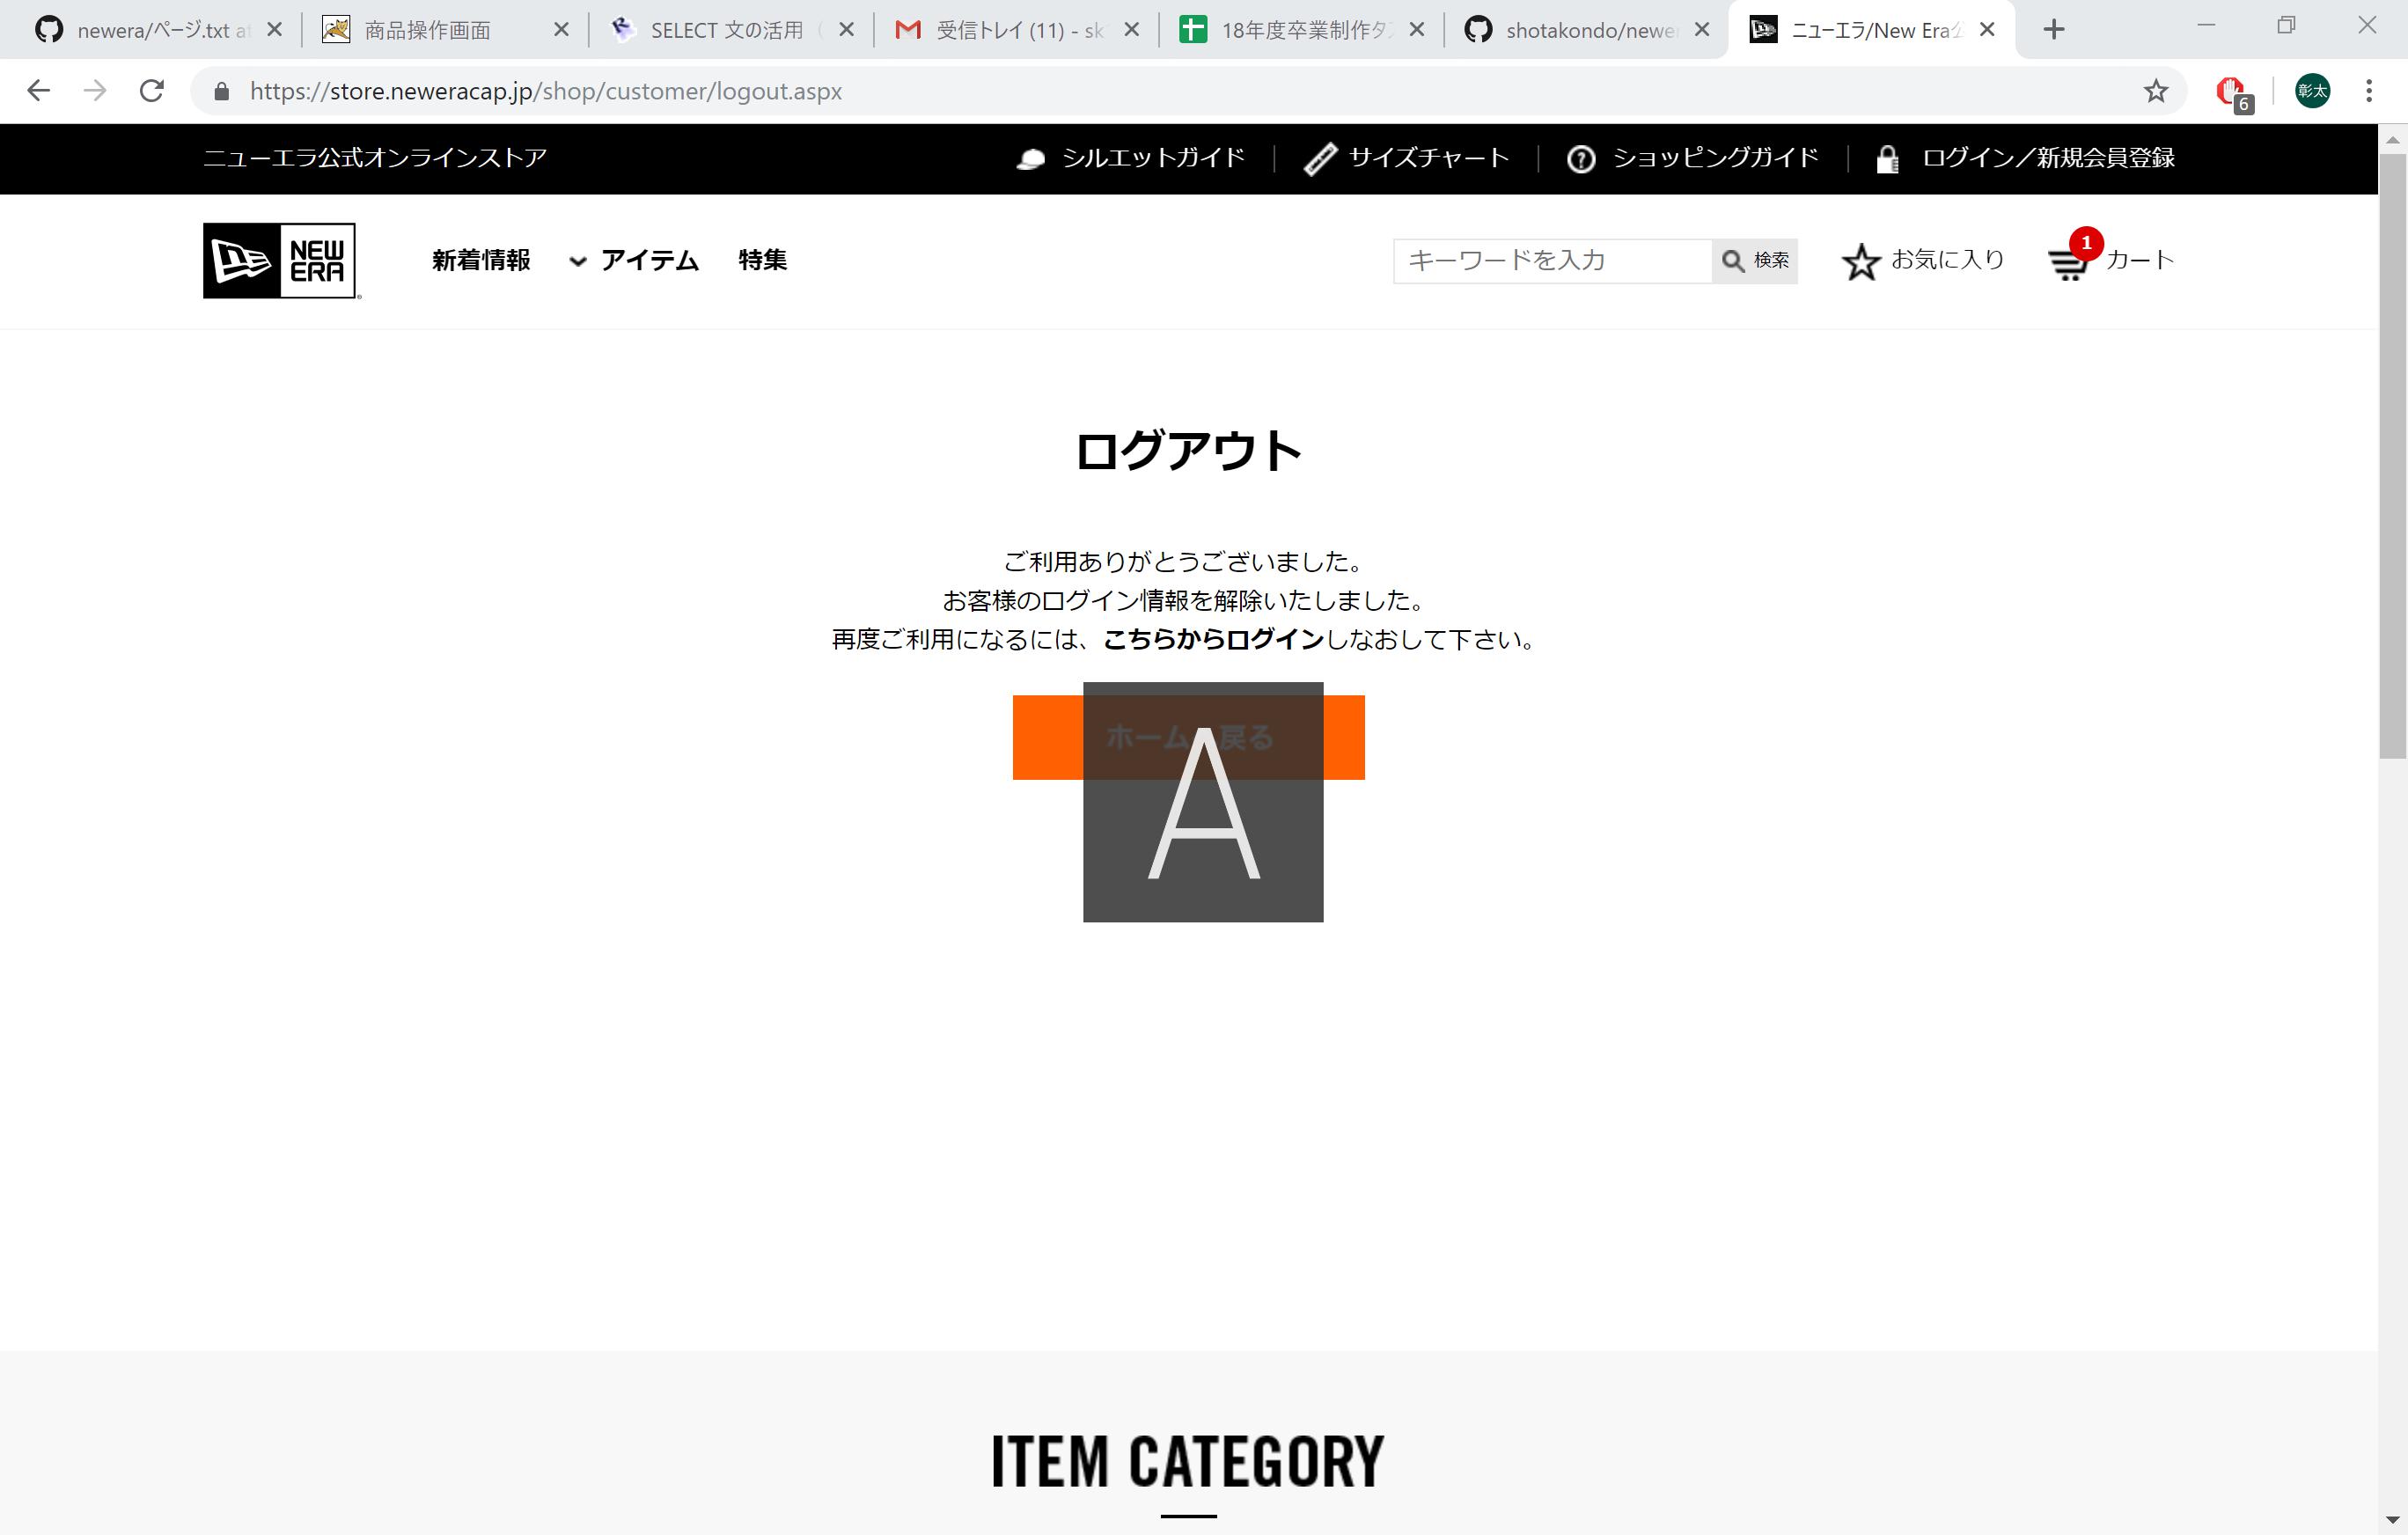 newera/ページ.txt at
商品操作画面
SELECT 文の活用（
受信トレイ (11) - sk
18年度卒業制作タ
shotakondo/newer
ニューエラ/New Era公
https://store.neweracap.jp/shop/customer/logout.aspx
6
彰太
ニューエラ公式オンラインストア
シルエットガイド
サイズチャート
ショッピングガイド
ログイン／新規会員登録
NEW ERA
新着情報
アイテム
特集
キーワードを入力
検索
お気に入り
1
カート
ログアウト
ご利用ありがとうございました。
お客様のログイン情報を解除いたしました。
再度ご利用になるには、こちらからログインしなおして下さい。
ホーム 戻る
A
ITEM CATEGORY